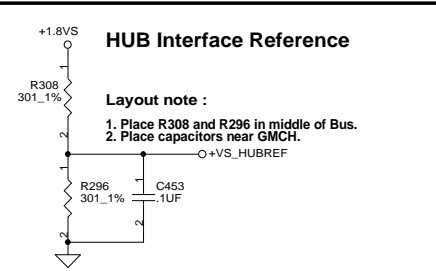 +1.8VS
HUB Interface Reference
1
R308
301_1%
2
Layout note :
1. Place R308 and R296 in middle of Bus.
2. Place capacitors near GMCH.
+VS_HUBREF
1
R296
301_1%
2
1
C453
.1UF
2